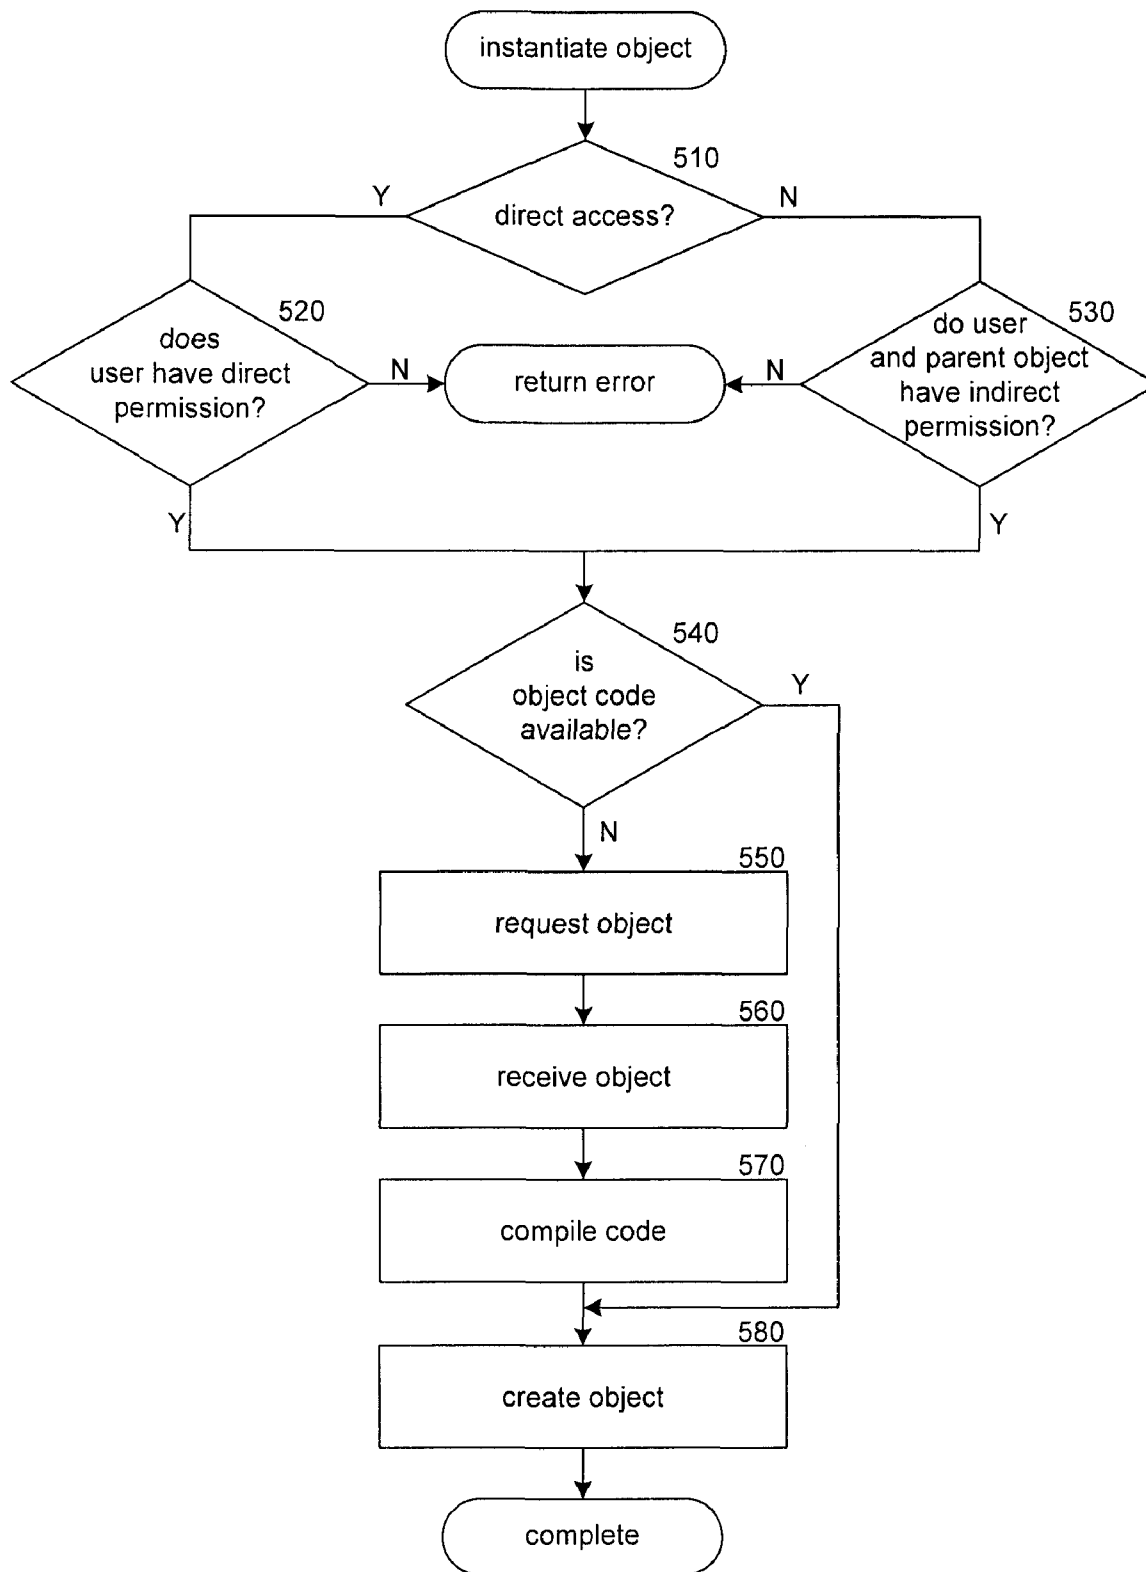 instantiate object
510
Y
direct access?
N
520
does
user have direct
permission?
N
return error
N
530
do user
and parent object
have indirect
permission?
Y
Y
540
is
object code
available?
Y
N
550
request object
560
receive object
570
compile code
580
create object
complete